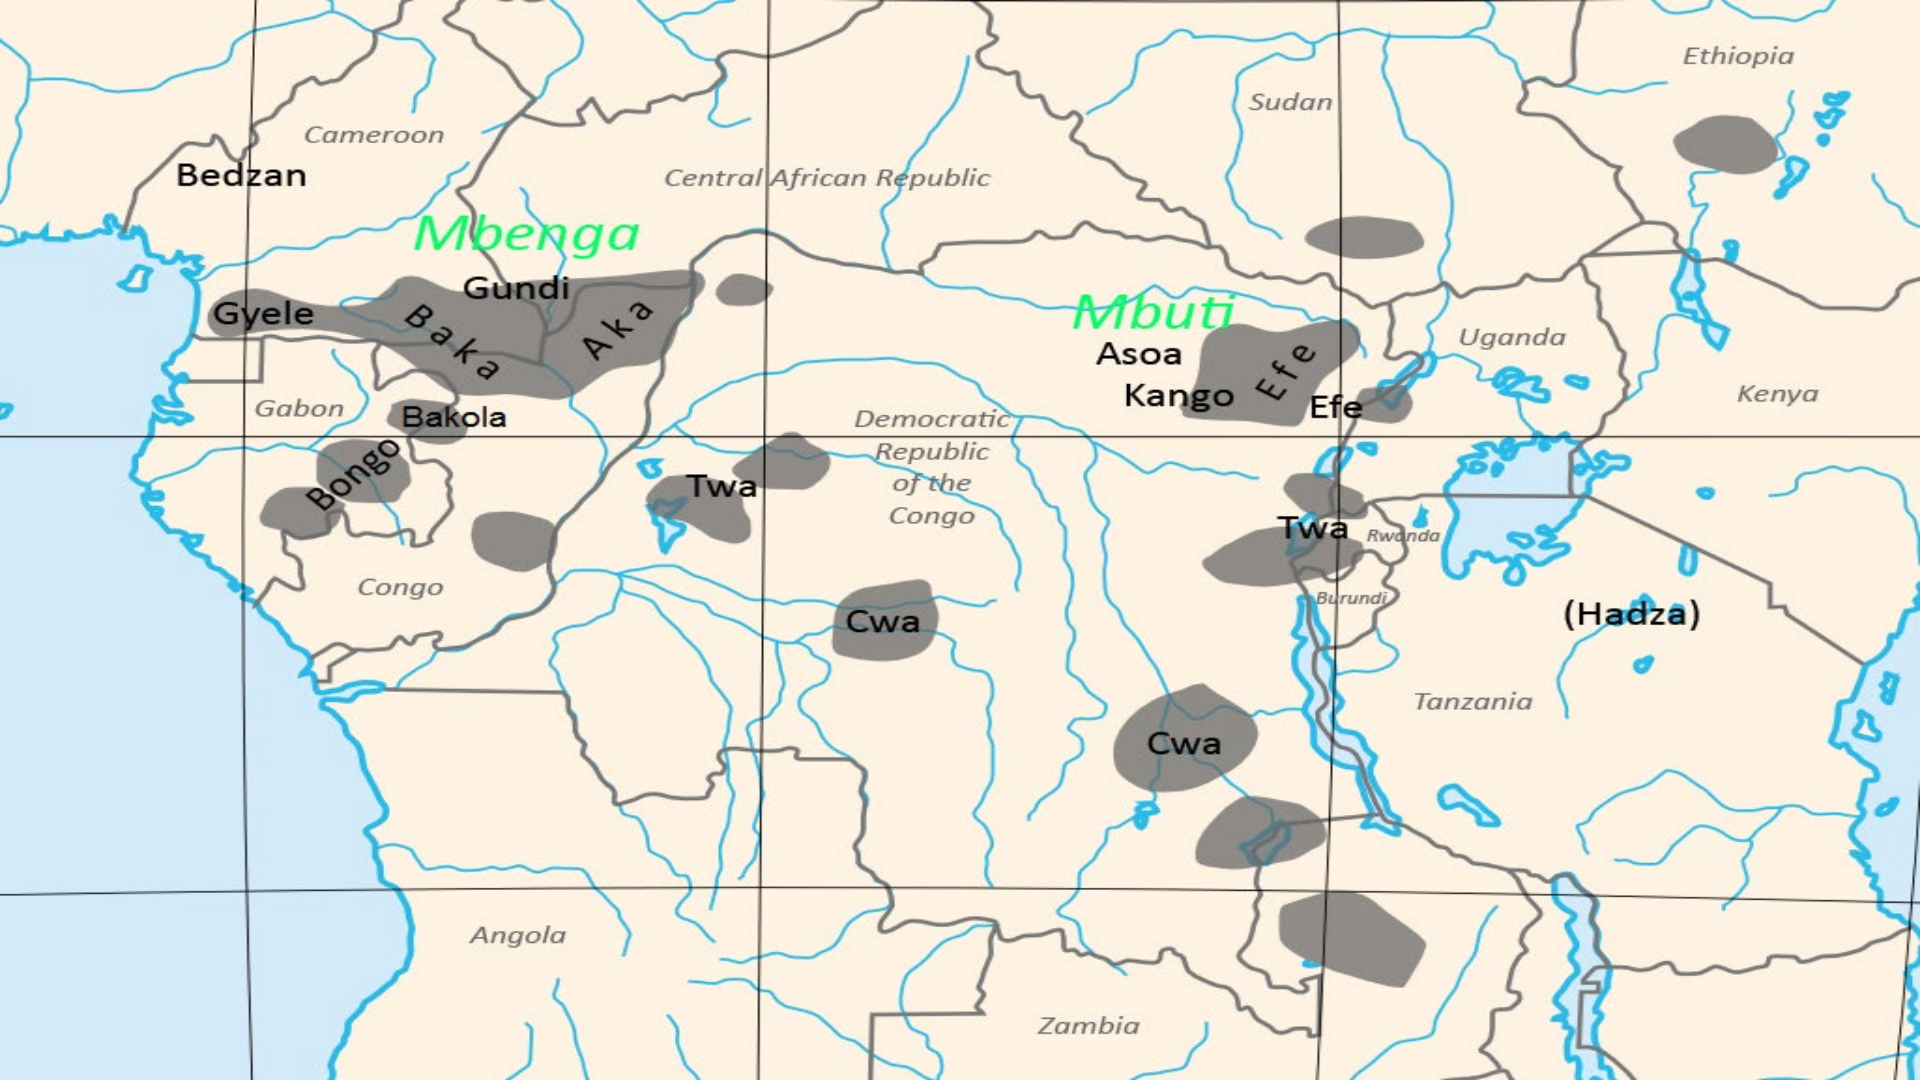 Ethiopia
Sudan
Cameroon
Bedzan
Central African Republic
Mbenga
Gundi
Gyele
Baka
Aka
Mbuti
Asoa
Kango
Efe
Efe
Uganda
Kenya
Gabon
Bakola
Bongo
Democratic
Republic
of the
Congo
Twa
Twa
Rwanda
Burundi
Congo
Cwa
(Hadza)
Tanzania
Cwa
Angola
Zambia